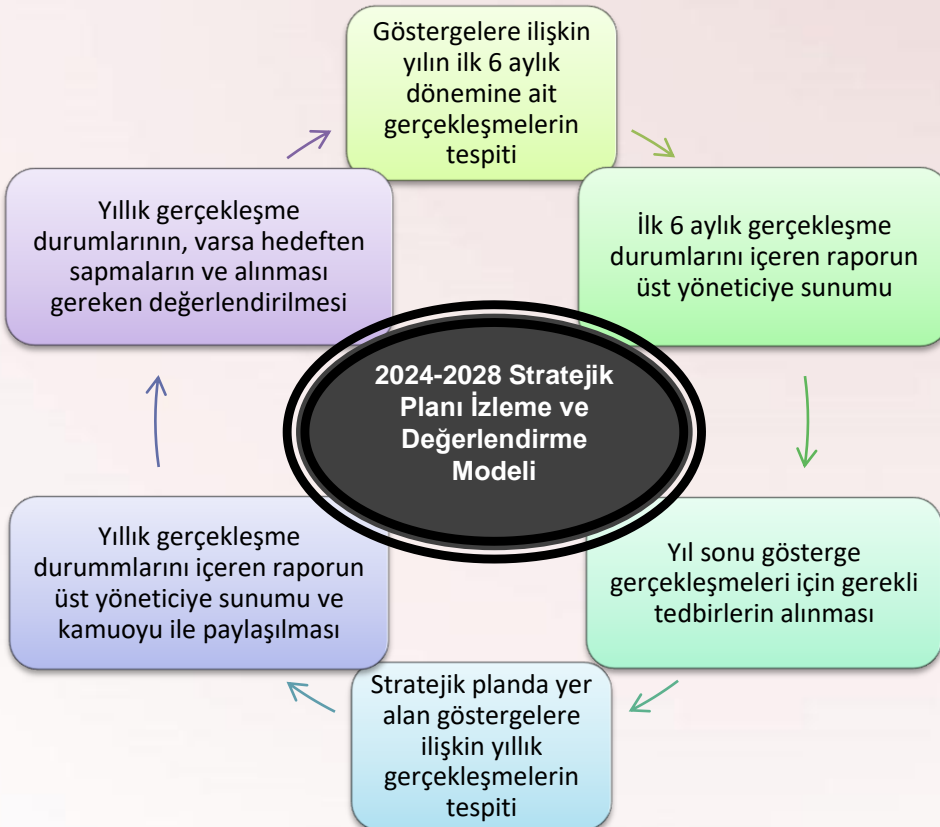 Göstergelere ilişkin
yılın ilk 6 aylık
dönemine ait
gerçekleşmelerin
tespiti
İlk 6 aylık gerçekleşme
durumlarını içeren raporun
üst yöneticiye sunumu
Yıl sonu gösterge
gerçekleşmeleri için gerekli
tedbirlerin alınması
Stratejik planda yer
alan göstergelere
ilişkin yıllık
gerçekleşmelerin
tespiti
Yıllık gerçekleşme
durummlarını içeren raporun
üst yöneticiye sunumu ve
kamuoyu ile paylaşılması
Yıllık gerçekleşme
durumlarının, varsa hedeften
sapmaların ve alınması
gereken değerlendirilmesi
2024-2028 Stratejik
Planı İzleme ve
Değerlendirme
Modeli